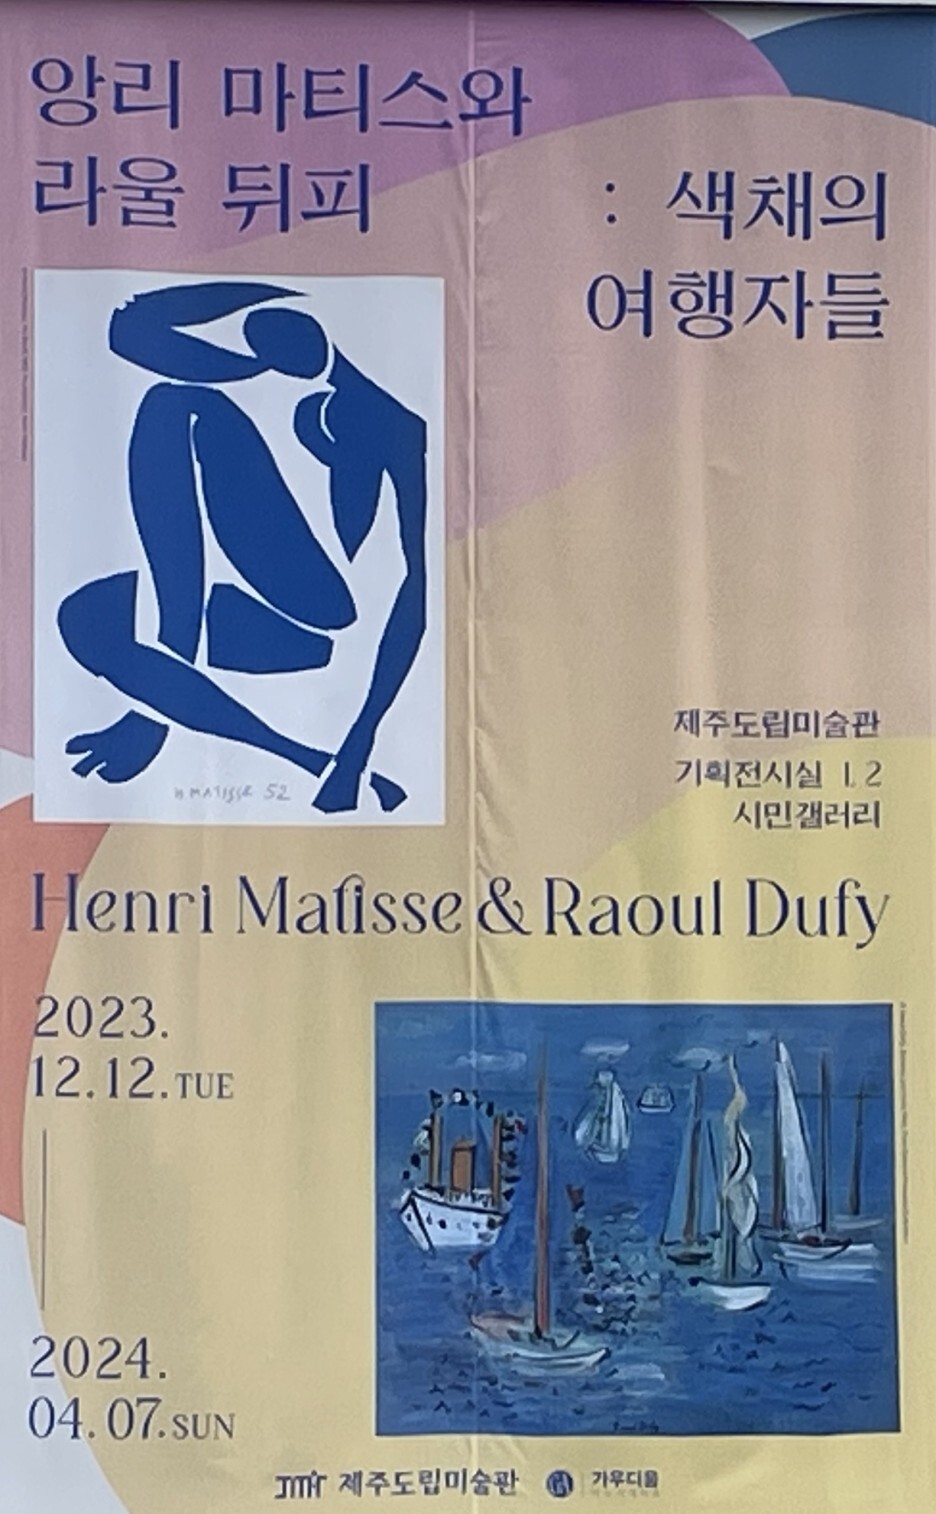 앙리 마티스와
라울 뒤피
: 색채의
여행자들
H MATISSE 52
제주도립미술관
기획전시실 1, 2
시민갤러리
Henri Matisse & Raoul Dufy
2023.
12.12.TUE
2024.
04.07.SUN
제주도립미술관 가우디움